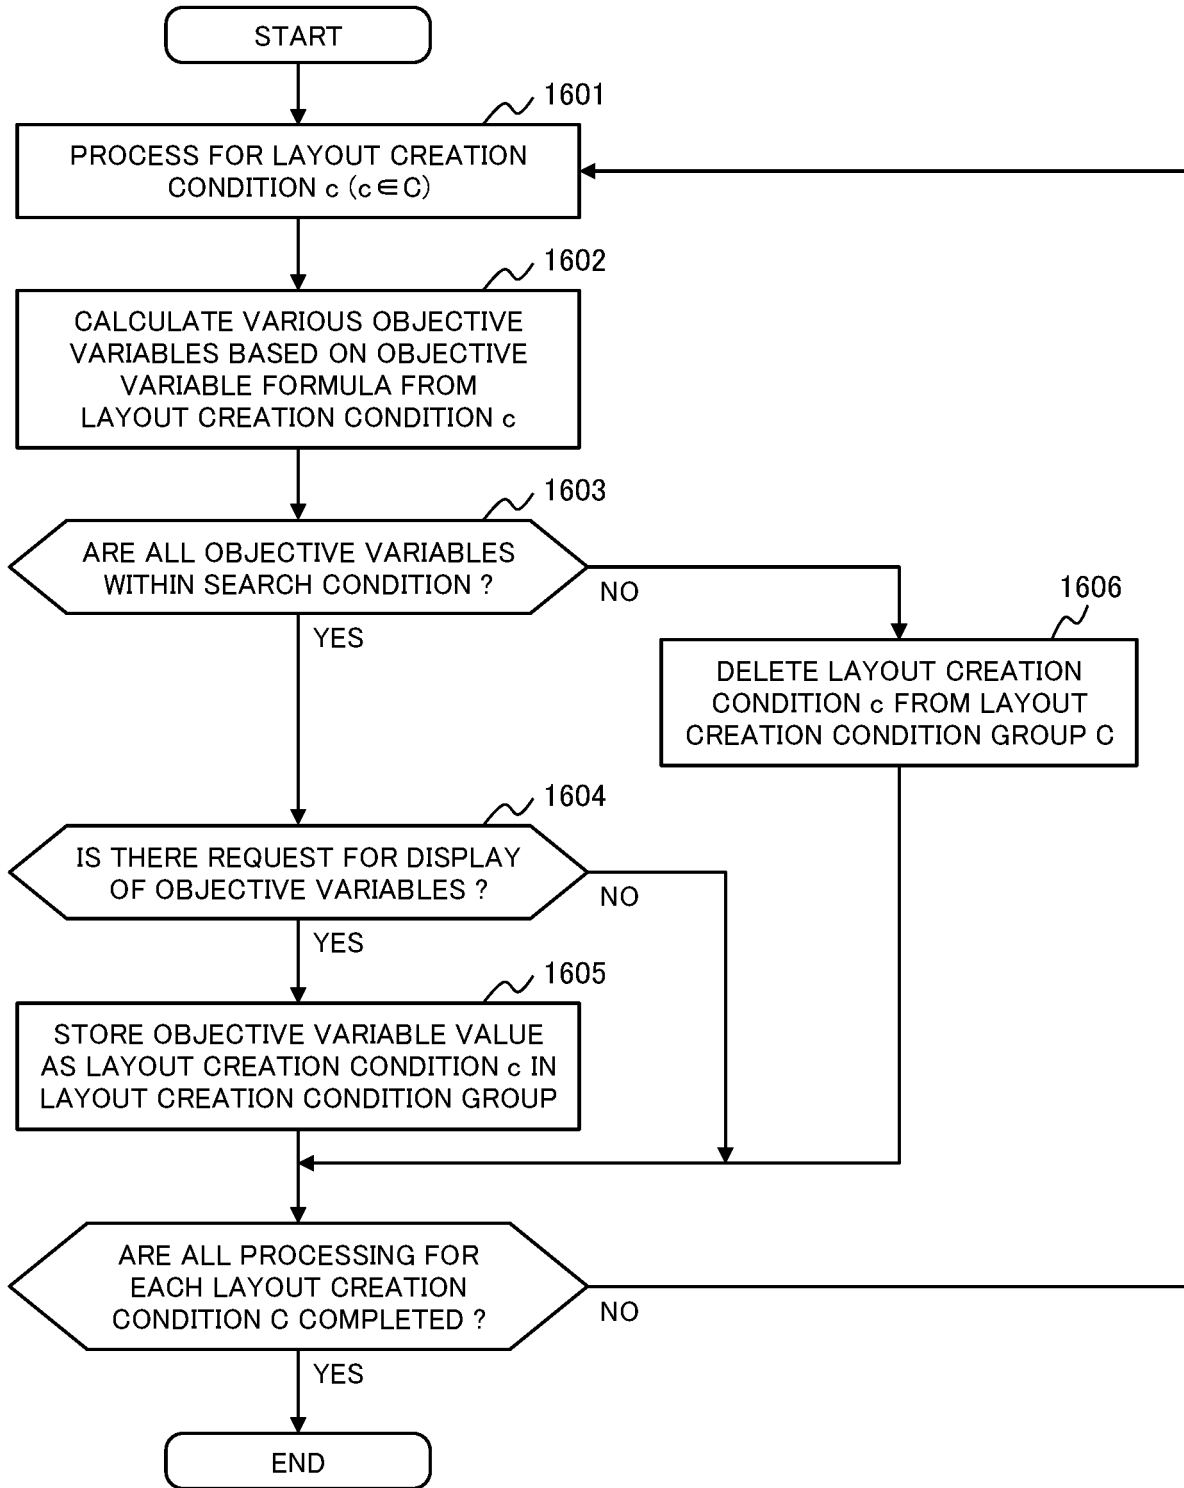 START
1601
PROCESS FOR LAYOUT CREATION
CONDITION c (c∈C)
1602
CALCULATE VARIOUS OBJECTIVE
VARIABLES BASED ON OBJECTIVE
VARIABLE FORMULA FROM
LAYOUT CREATION CONDITION c
1603
ARE ALL OBJECTIVE VARIABLES
WITHIN SEARCH CONDITION ?
NO
YES
1606
DELETE LAYOUT CREATION
CONDITION c FROM LAYOUT
CREATION CONDITION GROUP C
1604
IS THERE REQUEST FOR DISPLAY
OF OBJECTIVE VARIABLES ?
NO
YES
1605
STORE OBJECTIVE VARIABLE VALUE
AS LAYOUT CREATION CONDITION c IN
LAYOUT CREATION CONDITION GROUP
ARE ALL PROCESSING FOR
EACH LAYOUT CREATION
CONDITION C COMPLETED ?
NO
YES
END